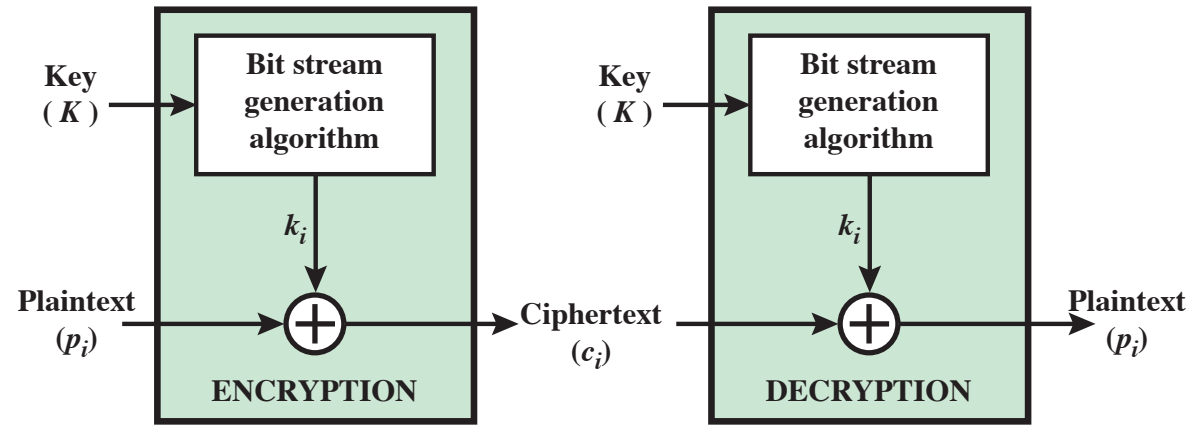 Key
( K )
Bit stream
generation
algorithm
k_i
Plaintext
(p_i)
ENCRYPTION
Ciphertext
(c_i)
Key
( K )
Bit stream
generation
algorithm
k_i
Plaintext
(p_i)
DECRYPTION